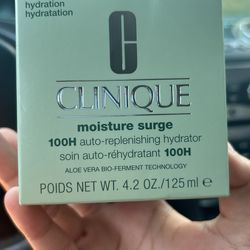 hydration
hydratation
C
CLINIQUE
moisture surge
100H auto-replenishing hydrator
soin auto-réhydratant 100H
ALOE VERA BIO-FERMENT TECHNOLOGY
POIDS NET WT. 4.2 OZ./125 ml ℮